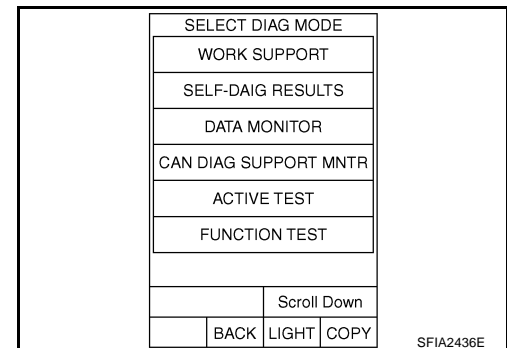 SELECT DIAG MODE
WORK SUPPORT
SELF-DAIG RESULTS
DATA MONITOR
CAN DIAG SUPPORT MNTR
ACTIVE TEST
FUNCTION TEST
Scroll Down
BACK LIGHT COPY
SFIA2436E